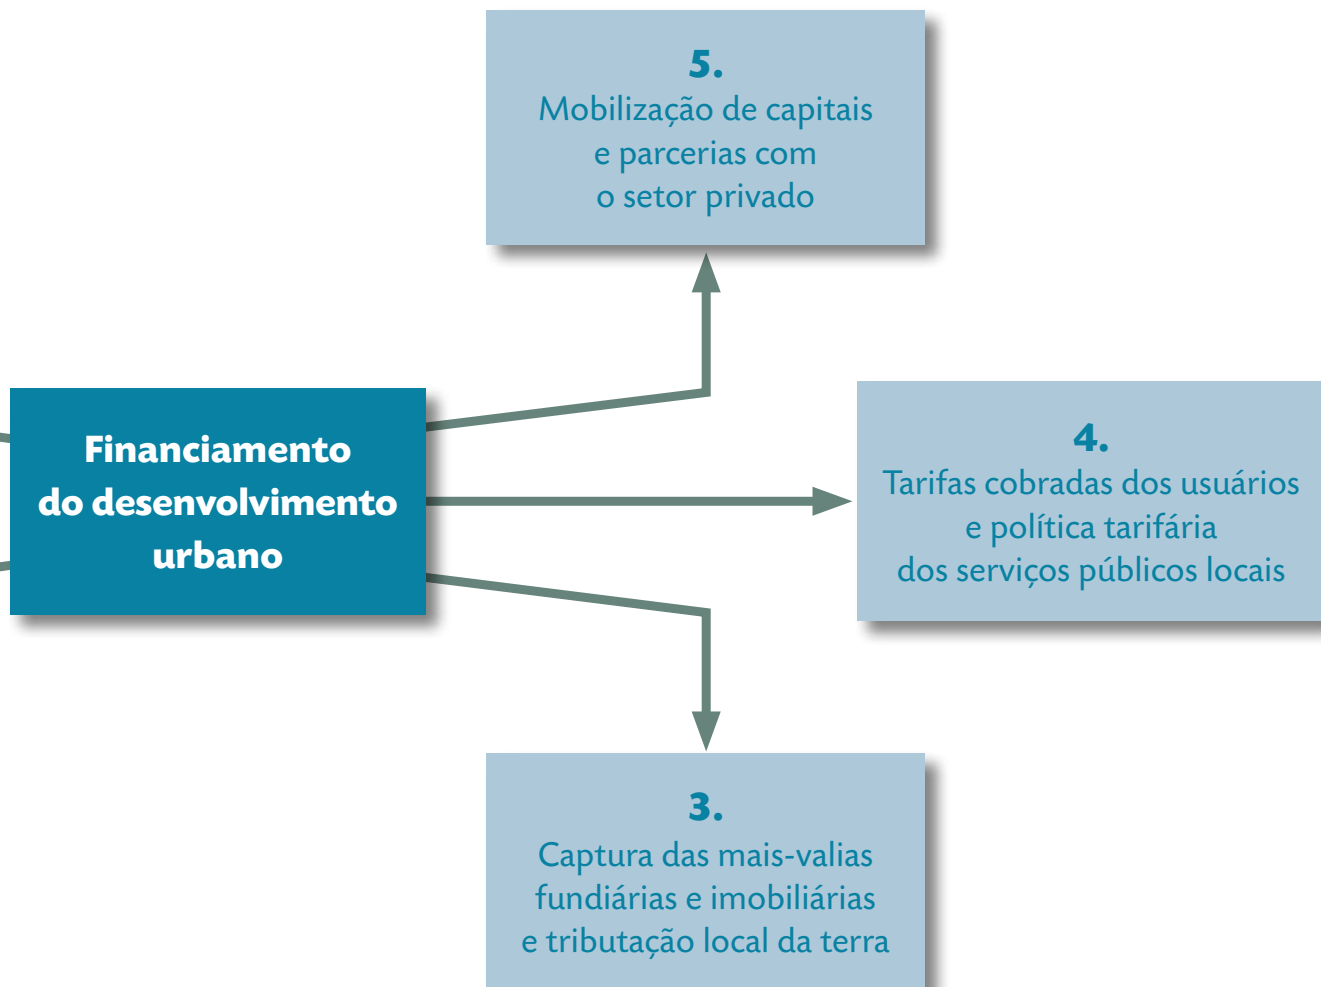 5.
Mobilização de capitais
e parcerias com
o setor privado
Financiamento
do desenvolvimento
urbano
4.
Tarifas cobradas dos usuários
e política tarifária
dos serviços públicos locais
3.
Captura das mais-valias
fundiárias e imobiliárias
e tributação local da terra